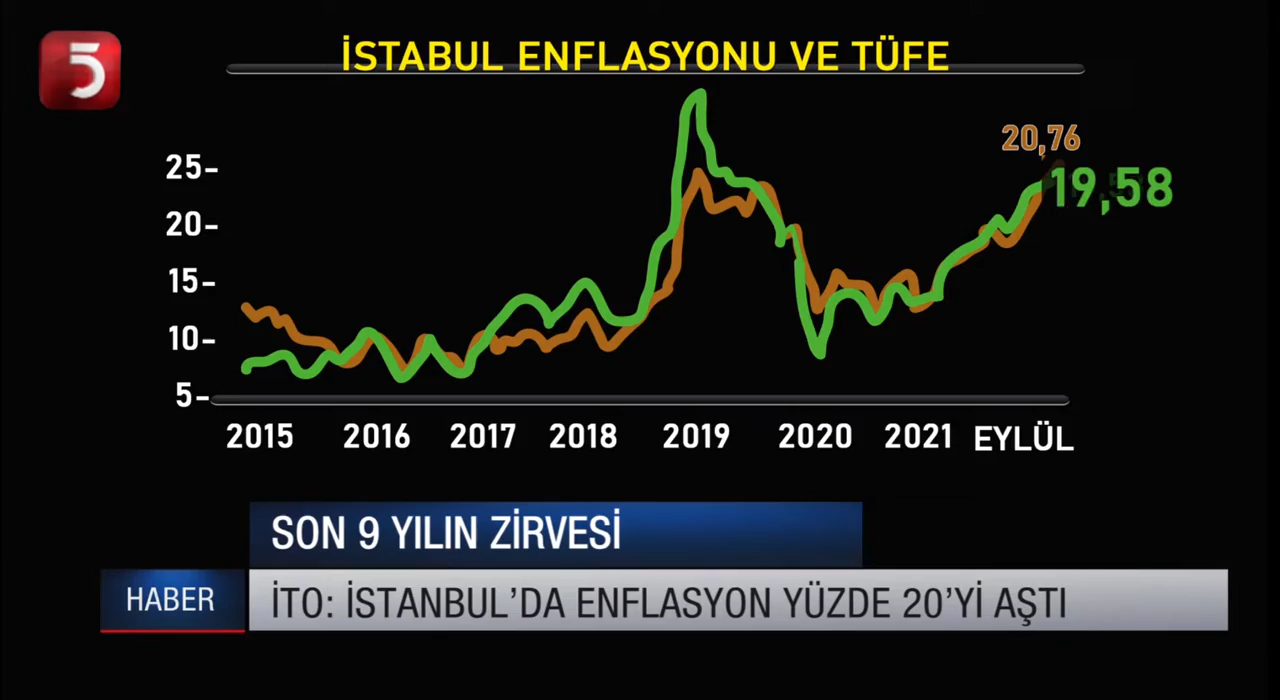 5
İSTABUL ENFLASYONU VE TÜFE
20,76
19,58
25-
20-
15-
10-
5-
2015 2016 2017 2018 2019 2020 2021 EYLÜL
SON 9 YILIN ZİRVESİ
HABER
İTO: İSTANBUL'DA ENFLASYON YÜZDE 20'Yİ AŞTI